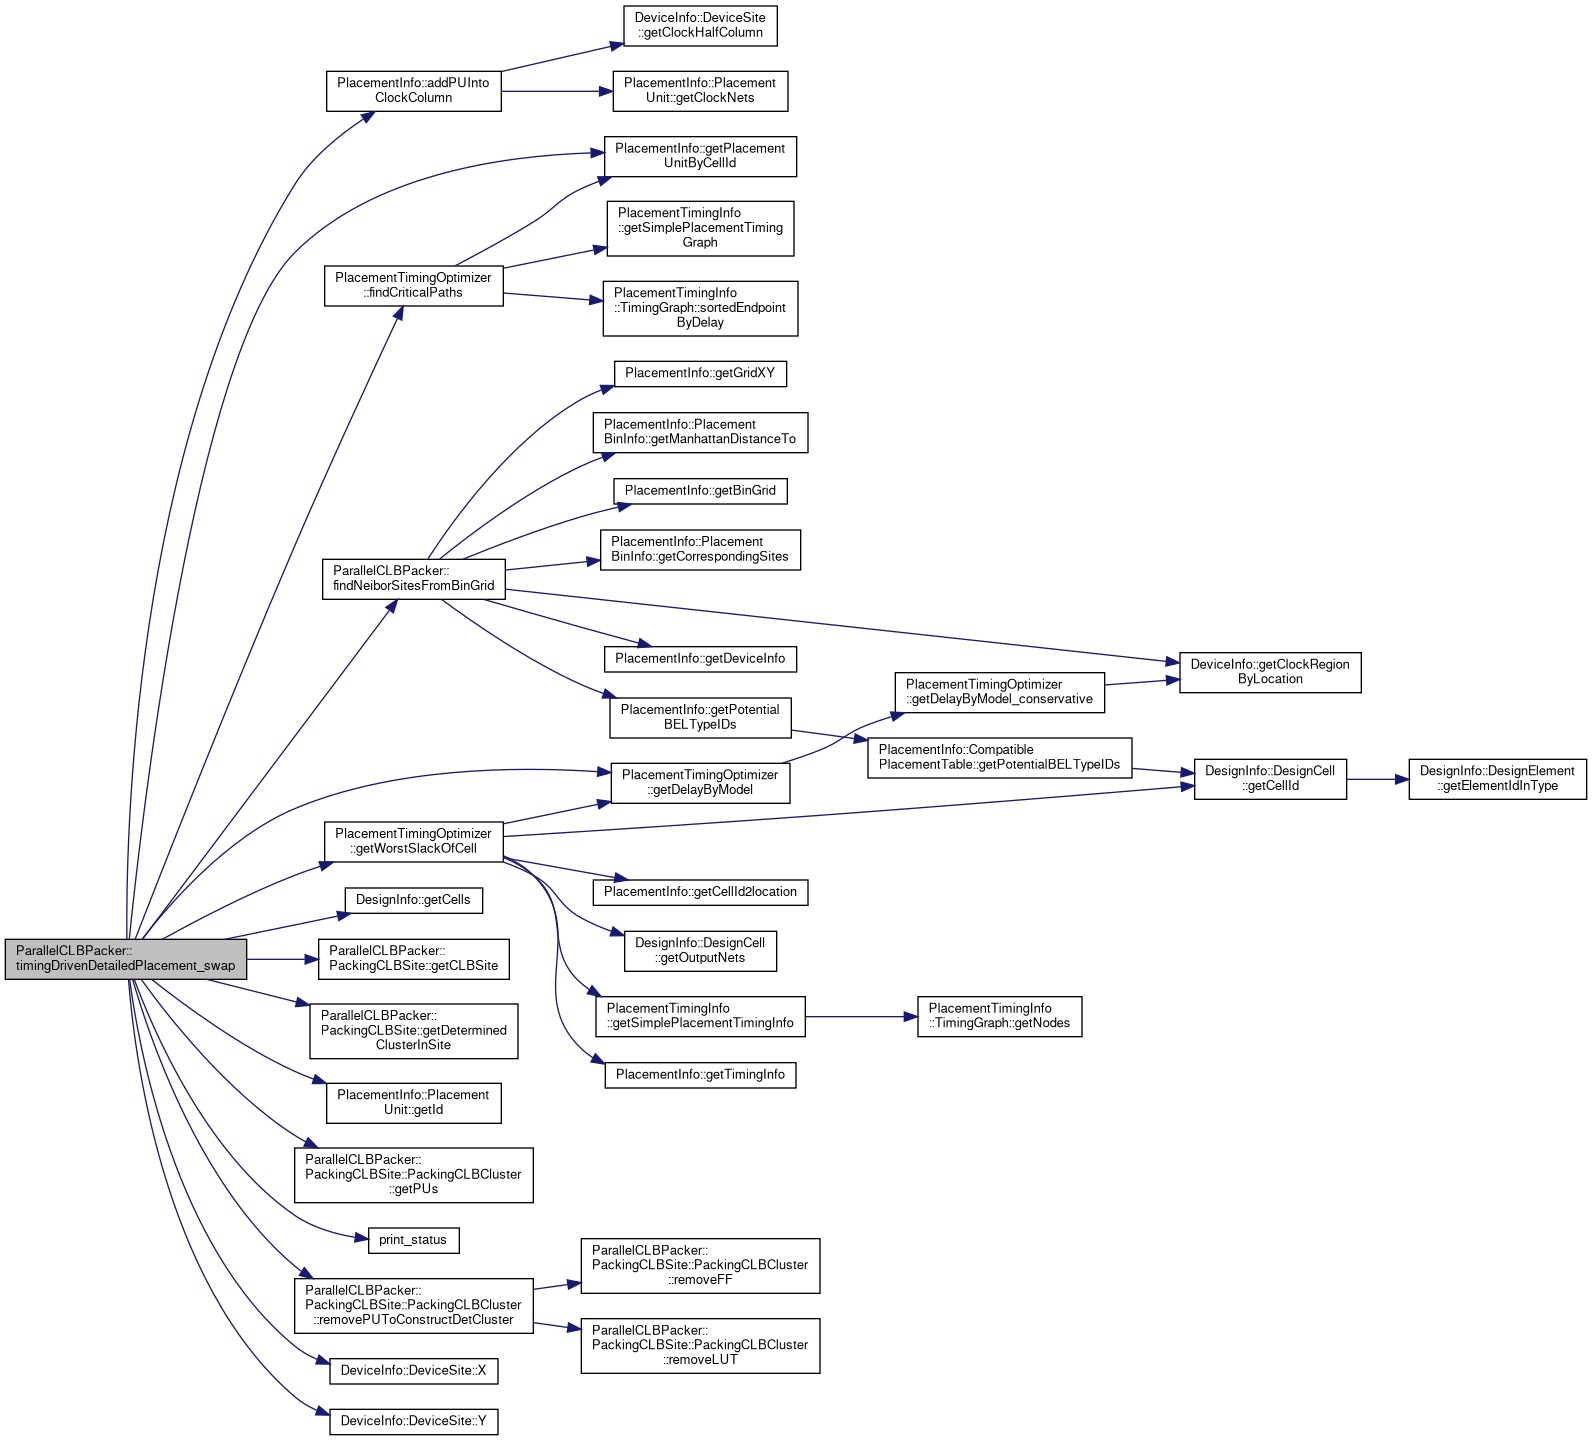 DeviceInfo::DeviceSite
::getClockHalfColumn
PlacementInfo::addPUInto
ClockColumn
PlacementInfo::Placement
Unit::getClockNets
PlacementInfo::getPlacement
UnitByCellId
PlacementTimingInfo
::getSimplePlacementTiming
Graph
PlacementTimingOptimizer
::findCriticalPaths
PlacementTimingInfo
::TimingGraph::sortedEndpoint
ByDelay
PlacementInfo::getGridXY
PlacementInfo::Placement
BinInfo::getManhattanDistanceTo
PlacementInfo::getBinGrid
PlacementInfo::Placement
BinInfo::getCorrespondingSites
ParallelCLBPacker::
findNeiborSitesFromBinGrid
PlacementInfo::getDeviceInfo
DeviceInfo::getClockRegion
ByLocation
PlacementTimingOptimizer
::getDelayByModel_conservative
PlacementInfo::getPotential
BELTypeIDs
PlacementInfo::Compatible
PlacementTable::getPotentialBELTypeIDs
PlacementTimingOptimizer
::getDelayByModel
DesignInfo::DesignCell
::getCellId
DesignInfo::DesignElement
::getElementIdInType
PlacementTimingOptimizer
::getWorstSlackOfCell
PlacementInfo::getCellId2location
DesignInfo::getCells
DesignInfo::DesignCell
::getOutputNets
ParallelCLBPacker::
timingDrivenDetailedPlacement_swap
ParallelCLBPacker::
PackingCLBSite::getCLBSite
PlacementTimingInfo
::getSimplePlacementTimingInfo
PlacementTimingInfo
::TimingGraph::getNodes
ParallelCLBPacker::
PackingCLBSite::getDetermined
ClusterInSite
PlacementInfo::getTimingInfo
PlacementInfo::Placement
Unit::getId
ParallelCLBPacker::
PackingCLBSite::PackingCLBCluster
::getPUs
print_status
ParallelCLBPacker::
PackingCLBSite::PackingCLBCluster
::removeFF
ParallelCLBPacker::
PackingCLBSite::PackingCLBCluster
::removePUToConstructDetCluster
ParallelCLBPacker::
PackingCLBSite::PackingCLBCluster
::removeLUT
DeviceInfo::DeviceSite::X
DeviceInfo::DeviceSite::Y